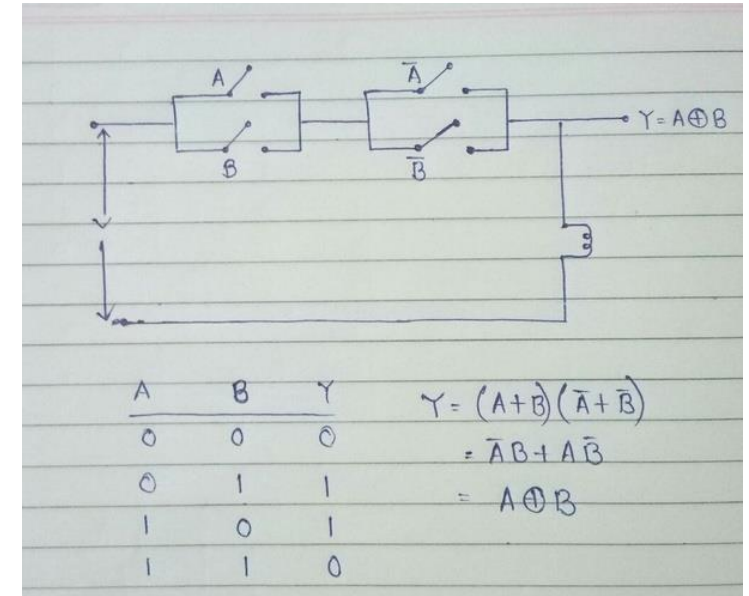 A Ā
B B̄ Y = A⊕B
A B Y
0 0 0
0 1 1
1 0 1
1 1 0
Y = (A+B)(Ā+B̄)
= ĀB + AB̄
= A⊕B